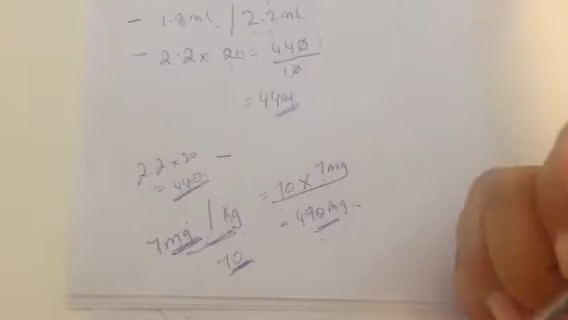 - 1.8ml / 2.2ml
- 2.2 x 20 = 440
10
= 44mg
2.2 x 20 -
= 440
7mg / kg
70
= 70 x 7mg
- 490mg -